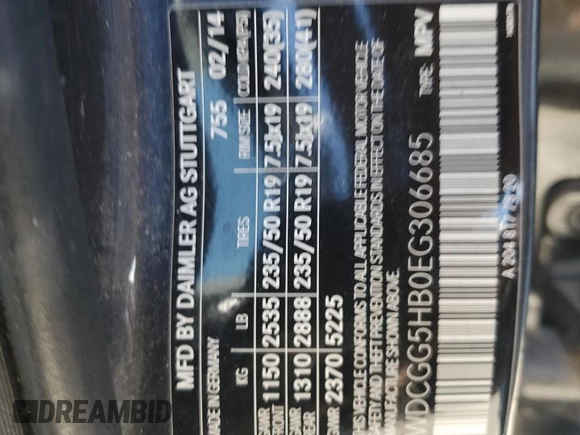 MFD BY DAIMLER AG STUTTGART
MADE IN GERMANY 755 02/14
KG LB TIRES RIM SIZE COLD KPA (PSI)
1150 2535 235/50 R19 7.5Jx19 240(35)
1310 2888 235/50 R19 7.5Jx19 280(41)
2370 5225
THIS VEHICLE CONFORMS TO ALL APPLICABLE FEDERAL MOTOR VEHICLE
SAFETY AND THEFT PREVENTION STANDARDS IN EFFECT ON THE DATE OF
MANUFACTURE SHOWN ABOVE.
WDCGG5HB0EG306685 TYPE: MPV
A 204 817
DREAMBID